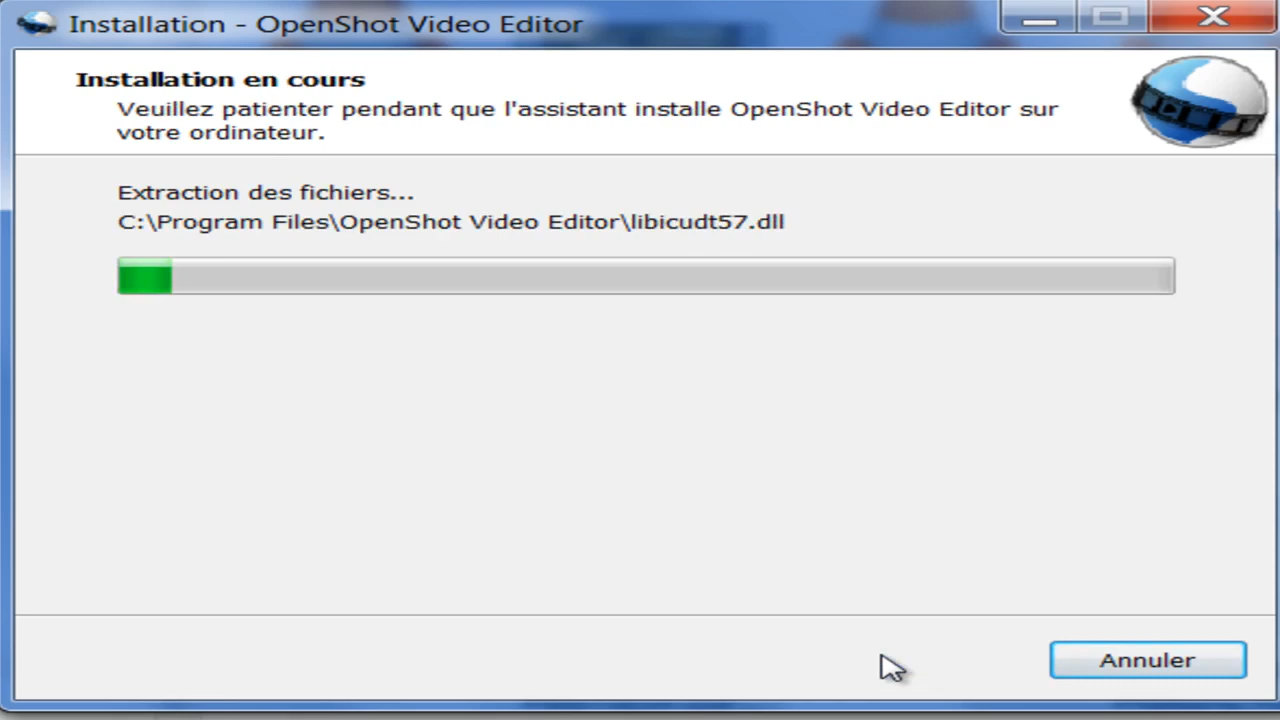 Installation - OpenShot Video Editor
Installation en cours
Veuillez patienter pendant que l'assistant installe OpenShot Video Editor sur
votre ordinateur.
Extraction des fichiers...
C:\Program Files\OpenShot Video Editor\libicudt57.dll
Annuler